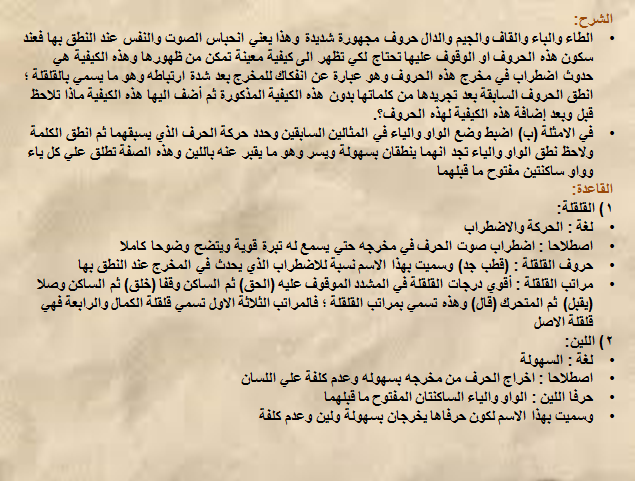 الشرح:
• الطاء والباء والقاف والجيم والدال حروف مجهورة شديدة وهذا يعني انحباس الصوت والنفس عند النطق بها فعند
سكون هذه الحروف او الوقوف عليها تحتاج لكي تظهر الى كيفية معينة تمكن من ظهورها وهذه الكيفية هي
حدوث اضطراب في مخرج هذه الحروف وهو عبارة عن انفكاك للمخرج بعد شدة ارتباطه وهو ما يسمي بالقلقلة ؛
انطق الحروف السابقة بعد تجريدها من كلماتها بدون هذه الكيفية المذكورة ثم أضف اليها هذه الكيفية ماذا تلاحظ
قبل وبعد إضافة هذه الكيفية لهذه الحروف؟.
• في الامثلة (ب) اضبط وضع الواو والياء في المثالين السابقين وحدد حركة الحرف الذي يسبقهما ثم انطق الكلمة
ولاحظ نطق الواو والياء تجد انهما ينطقان بسهولة ويسر وهو ما يقبر عنه باللين وهذه الصفة تطلق علي كل ياء
وواو ساكنتين مفتوح ما قبلهما
القاعدة:
١) القلقلة:
• لغة : الحركة والاضطراب
• اصطلاحا : اضطراب صوت الحرف في مخرجه حتي يسمع له تبرة قوية ويتضح وضوحا كاملا
• حروف القلقلة : (قطب جد) وسميت بهذا الاسم نسبة للاضطراب الذي يحدث في المخرج عند النطق بها
• مراتب القلقلة : أقوي درجات القلقلة في المشدد الموقوف عليه (الحق) ثم الساكن وقفا (خلق) ثم الساكن وصلا
(يقبل) ثم المتحرك (قال) وهذه تسمي بمراتب القلقلة ؛ فالمراتب الثلاثة الاول تسمي قلقلة الكمال والرابعة فهي
قلقلة الاصل
٢) اللين:
• لغة : السهولة
• اصطلاحا : اخراج الحرف من مخرجه بسهوله وعدم كلفة علي اللسان
• حرفا اللين : الواو والياء الساكنتان المفتوح ما قبلهما
• وسميت بهذا الاسم لكون حرفاها يخرجان بسهولة ولين وعدم كلفة